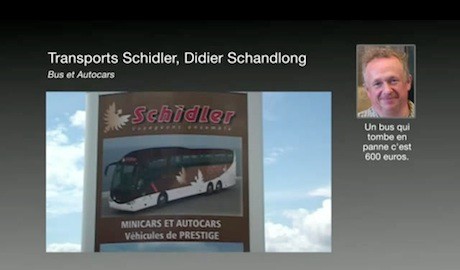 Transports Schidler, Didier Schandlong
Bus et Autocars
Schidler
Voyageons ensemble
MINICARS ET AUTOCARS
Véhicules de PRESTIGE
Un bus qui
tombe en
panne c'est
600 euros.